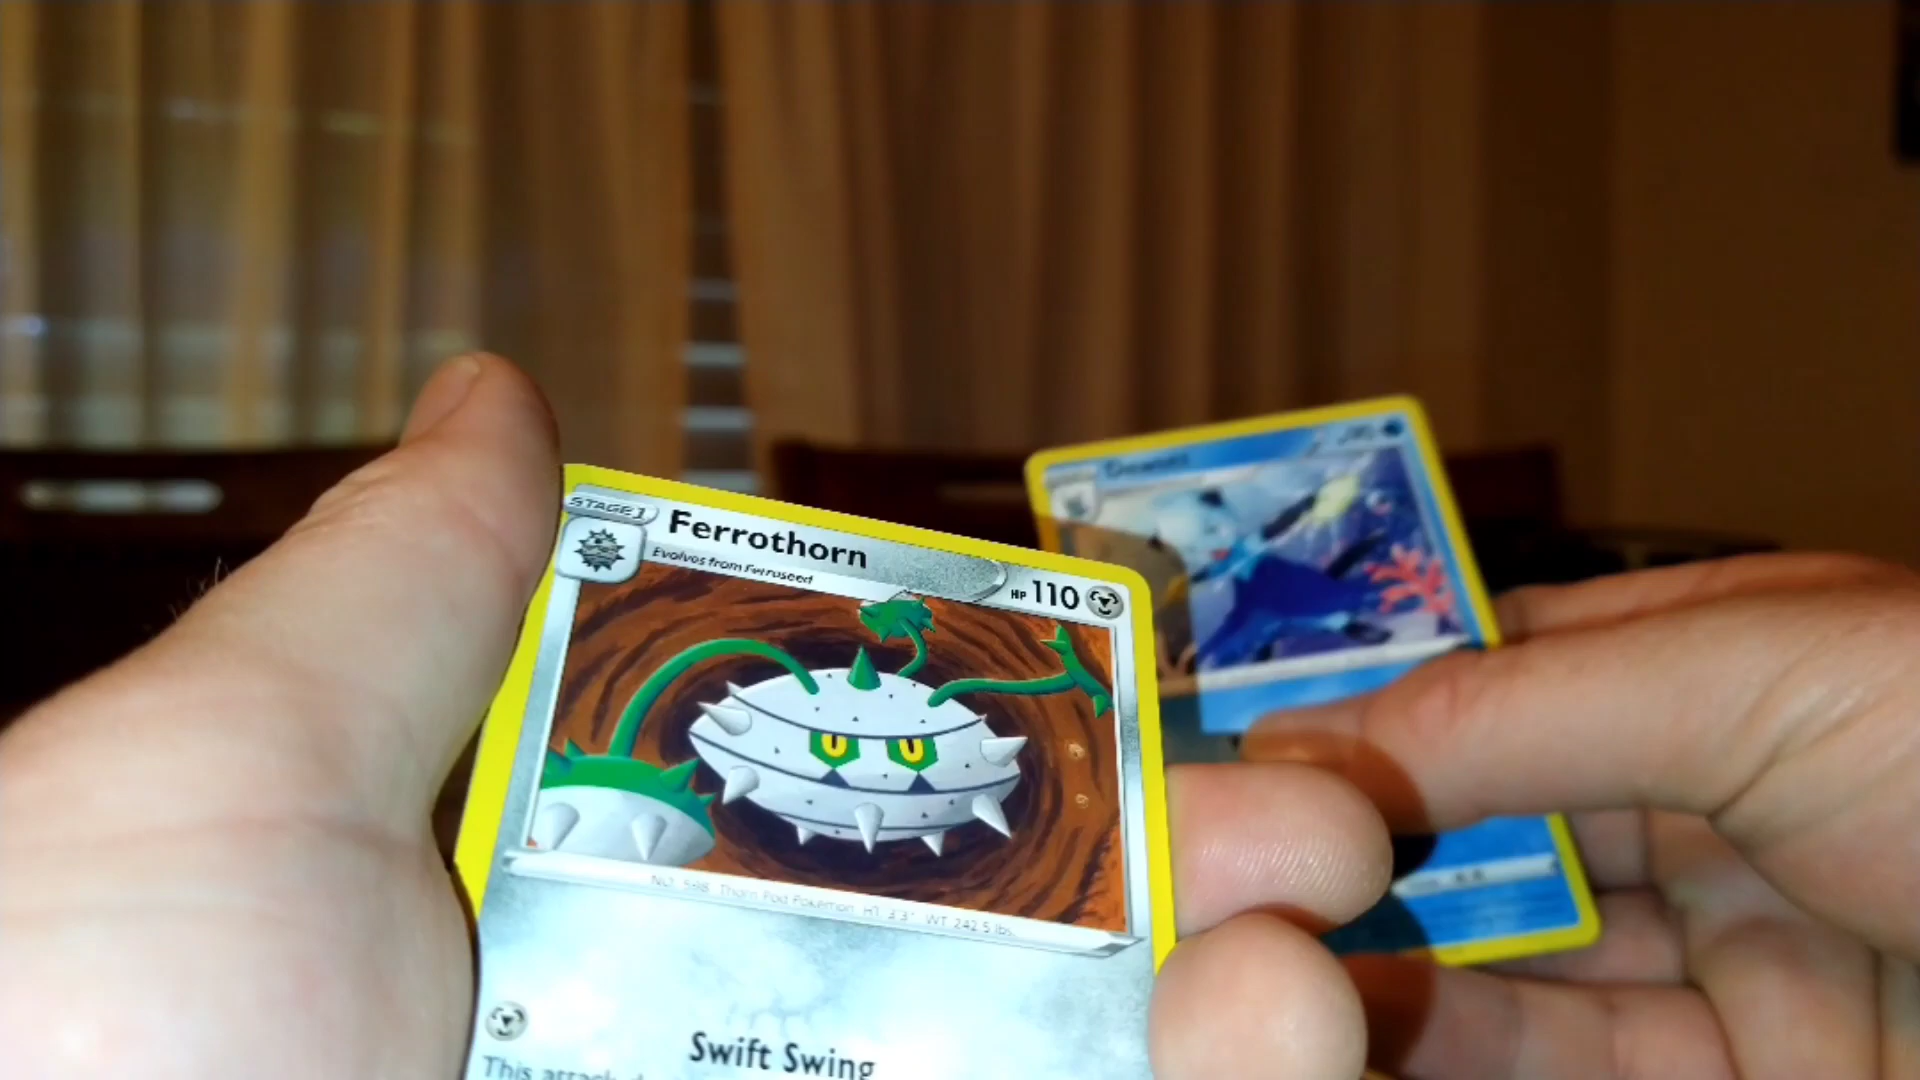 STAGE 1
Ferrothorn
HP 110
Evolves from Ferroseed
Dewott
NO. 598 Thorn Pod Pokémon HT 3'3" WT 242.5 lbs.
Swift Swing
This attack